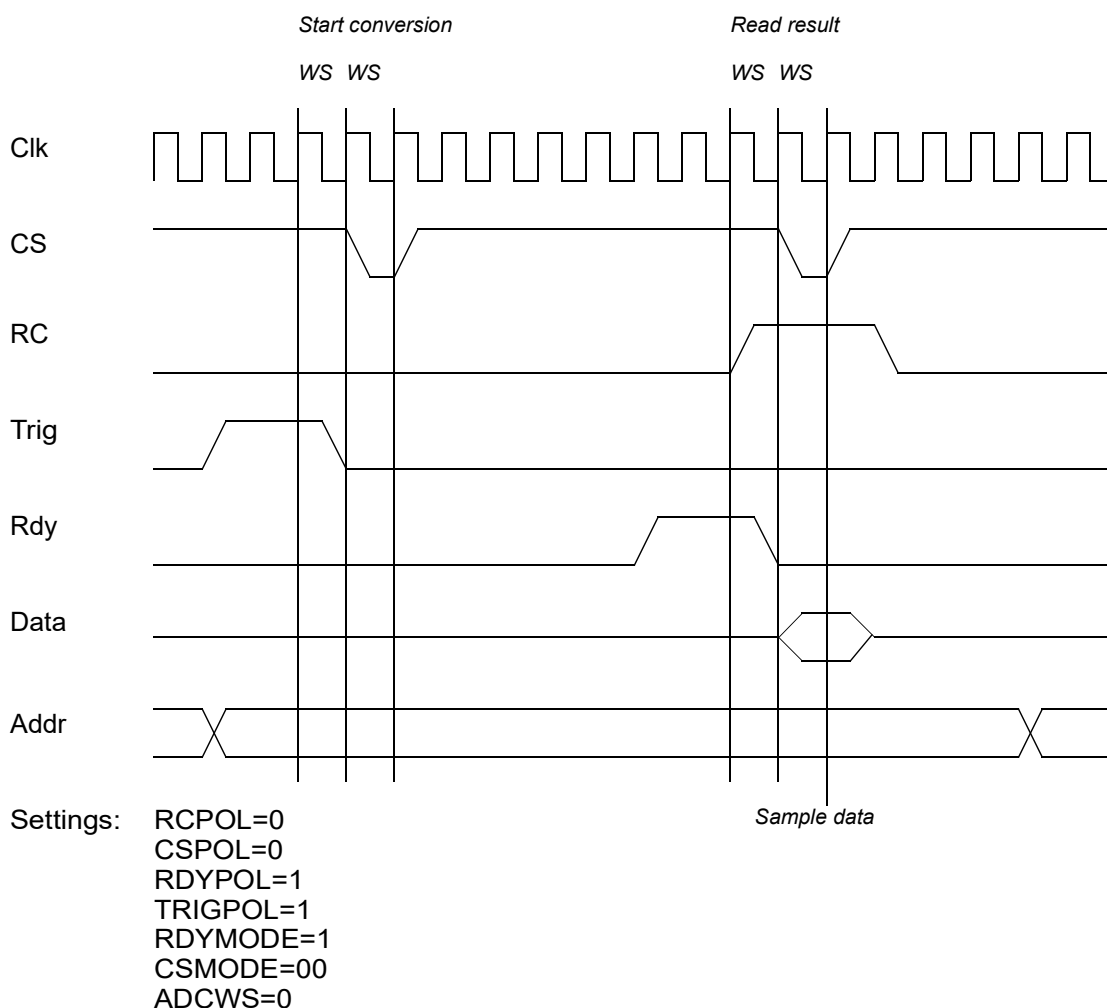 Start conversion Read result
WS WS WS WS
Clk
CS
RC
Trig
Rdy
Data
Addr
Sample data
Settings: RCPOL=0
CSPOL=0
RDYPOL=1
TRIGPOL=1
RDYMODE=1
CSMODE=00
ADCWS=0